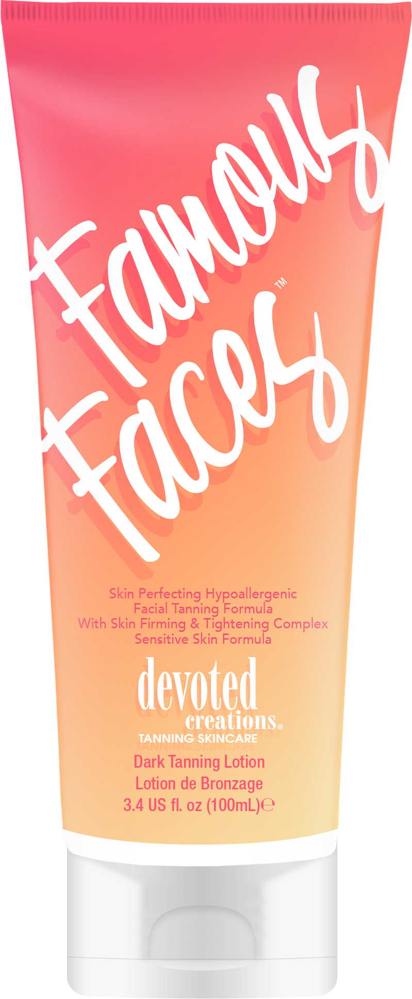 Famous
Faces™
Skin Perfecting Hypoallergenic
Facial Tanning Formula
With Skin Firming & Tightening Complex
Sensitive Skin Formula
devoted
creations®
TANNING SKINCARE
Dark Tanning Lotion
Lotion de Bronzage
3.4 US fl. oz (100mL)℮